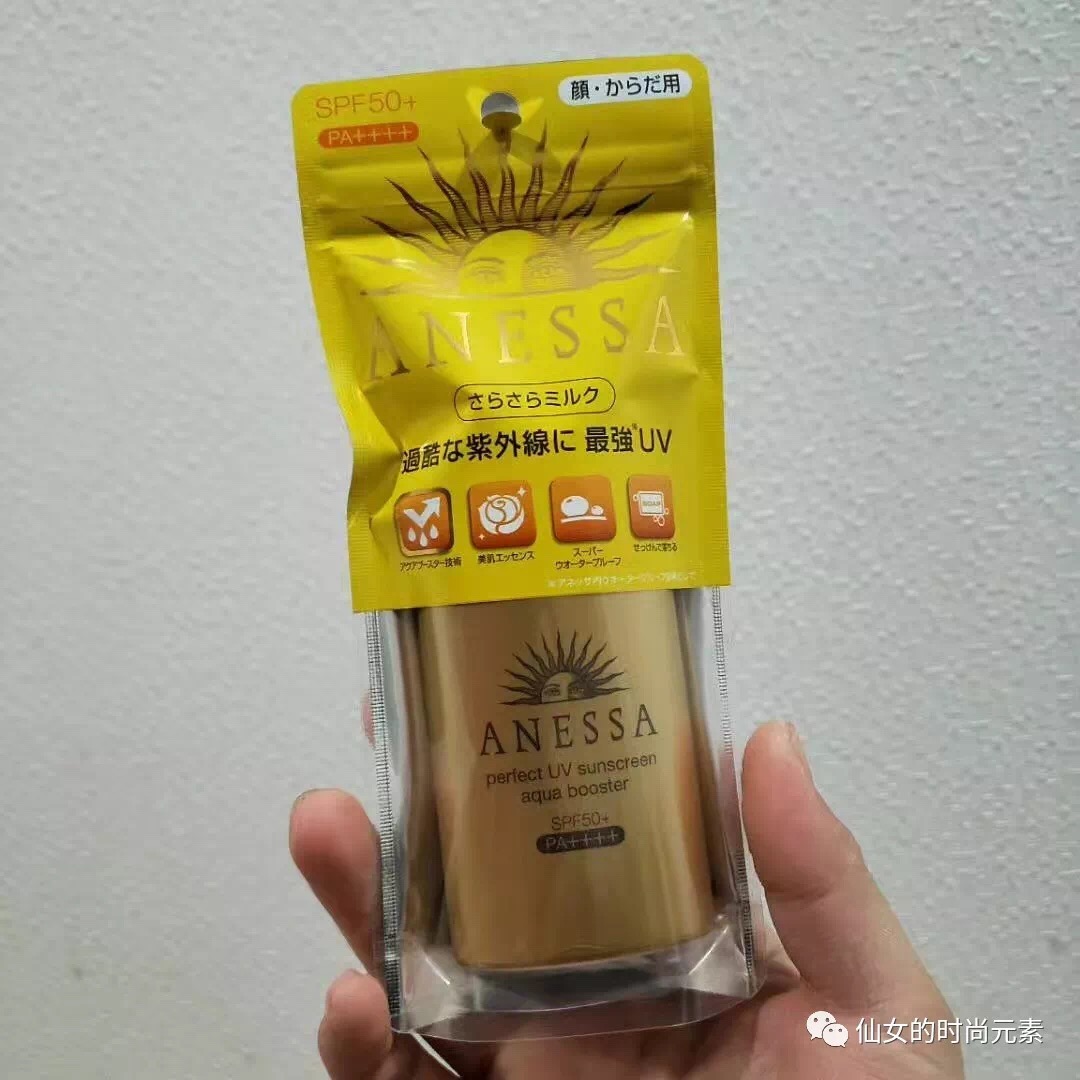 SPF50+
PA++++
顔・からだ用
ANESSA
さらさらミルク
過酷な紫外線に 最強※UV
アクアブースター技術
美肌エッセンス
スーパー
ウォータープルーフ
SOAP
せっけんで落ちる
ANESSA
perfect UV sunscreen
aqua booster
SPF50+
PA++++
仙女的时尚元素